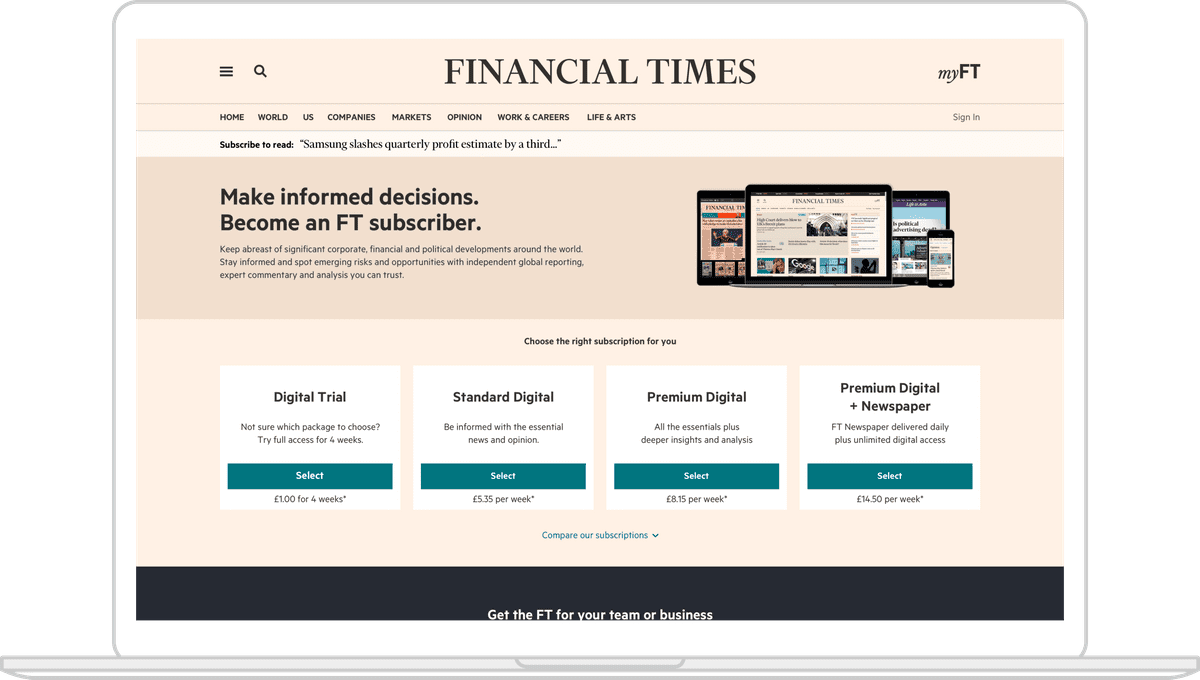 FINANCIAL TIMES
myFT
HOME WORLD US COMPANIES MARKETS OPINION WORK & CAREERS LIFE & ARTS Sign In
Subscribe to read: “Samsung slashes quarterly profit estimate by a third...”
Make informed decisions.
Become an FT subscriber.
Keep abreast of significant corporate, financial and political developments around the world.
Stay informed and spot emerging risks and opportunities with independent global reporting,
expert commentary and analysis you can trust.
FINANCIAL TIMES
Google
Choose the right subscription for you
Digital Trial
Not sure which package to choose?
Try full access for 4 weeks.
Select
£1.00 for 4 weeks*
Standard Digital
Be informed with the essential
news and opinion.
Select
£5.35 per week*
Premium Digital
All the essentials plus
deeper insights and analysis
Select
£8.15 per week*
Premium Digital
+ Newspaper
FT Newspaper delivered daily
plus unlimited digital access
Select
£14.50 per week*
Compare our subscriptions
Get the FT for your team or business